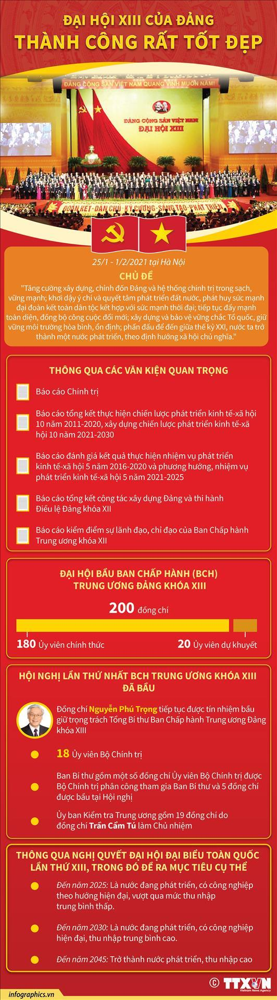 ĐẠI HỘI XIII CỦA ĐẢNG
THÀNH CÔNG RẤT TỐT ĐẸP
ĐẢNG CỘNG SẢN VIỆT NAM QUANG VINH MUÔN NĂM!
ĐẢNG CỘNG SẢN VIỆT NAM
ĐẠI HỘI XIII
ĐOÀN KẾT-DÂN CHỦ-KỶ CƯƠNG-SÁNG TẠO-PHÁT TRIỂN
25/1 - 1/2/2021 tại Hà Nội
CHỦ ĐỀ
"Tăng cường xây dựng, chỉnh đốn Đảng và hệ thống chính trị trong sạch,
vững mạnh; khơi dậy ý chí và quyết tâm phát triển đất nước, phát huy sức mạnh
đại đoàn kết toàn dân tộc kết hợp với sức mạnh thời đại; tiếp tục đẩy mạnh
toàn diện, đồng bộ công cuộc đổi mới; xây dựng và bảo vệ vững chắc Tổ quốc, giữ
vững môi trường hòa bình, ổn định; phấn đấu để đến giữa thế kỷ XXI, nước ta trở
thành một nước phát triển, theo định hướng xã hội chủ nghĩa."
THÔNG QUA CÁC VĂN KIỆN QUAN TRỌNG
Báo cáo Chính trị
Báo cáo tổng kết thực hiện chiến lược phát triển kinh tế-xã hội
10 năm 2011-2020, xây dựng chiến lược phát triển kinh tế-xã
hội 10 năm 2021-2030
Báo cáo đánh giá kết quả thực hiện nhiệm vụ phát triển
kinh tế-xã hội 5 năm 2016-2020 và phương hướng, nhiệm vụ
phát triển kinh tế-xã hội 5 năm 2021-2025
Báo cáo tổng kết công tác xây dựng Đảng và thi hành
Điều lệ Đảng khóa XII
Báo cáo kiểm điểm sự lãnh đạo, chỉ đạo của Ban Chấp hành
Trung ương khóa XII
ĐẠI HỘI BẦU BAN CHẤP HÀNH (BCH)
TRUNG ƯƠNG ĐẢNG KHÓA XIII
200 đồng chí
180 Ủy viên chính thức
20 Ủy viên dự khuyết
HỘI NGHỊ LẦN THỨ NHẤT BCH TRUNG ƯƠNG KHÓA XIII
ĐÃ BẦU
Đồng chí Nguyễn Phú Trọng tiếp tục được tín nhiệm bầu
giữ trọng trách Tổng Bí thư Ban Chấp hành Trung ương Đảng
khóa XIII
18 Ủy viên Bộ Chính trị
Ban Bí thư gồm một số đồng chí Ủy viên Bộ Chính trị được
Bộ Chính trị phân công tham gia Ban Bí thư và 5 đồng chí
được bầu tại Hội nghị
Ủy ban Kiểm tra Trung ương gồm 19 đồng chí do
đồng chí Trần Cẩm Tú làm Chủ nhiệm
THÔNG QUA NGHỊ QUYẾT ĐẠI HỘI ĐẠI BIỂU TOÀN QUỐC
LẦN THỨ XIII, TRONG ĐÓ ĐỀ RA MỤC TIÊU CỤ THỂ
Đến năm 2025: Là nước đang phát triển, có công nghiệp
theo hướng hiện đại, vượt qua mức thu nhập
trung bình thấp.
Đến năm 2030: Là nước đang phát triển, có công nghiệp
hiện đại, thu nhập trung bình cao.
Đến năm 2045: Trở thành nước phát triển, thu nhập cao
© TTXVN
Vietnam News Agency
infographics.vn